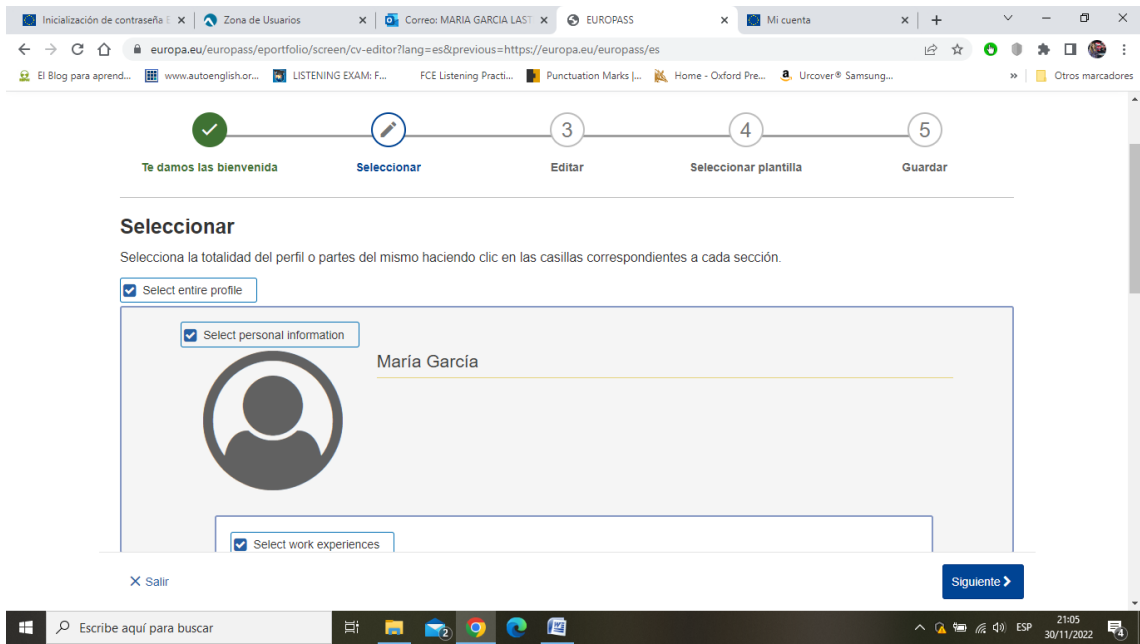 Inicialización de contraseña E
Zona de Usuarios
Correo: MARIA GARCIA LAST
EUROPASS
Mi cuenta
europa.eu/europass/eportfolio/screen/cv-editor?lang=es&previous=https://europa.eu/europass/es
El Blog para aprend...
www.autoenglish.or...
LISTENING EXAM: F...
FCE Listening Practi...
Punctuation Marks |...
Home - Oxford Pre...
Urcover® Samsung...
»
Otros marcadores
3
4
5
Te damos las bienvenida
Seleccionar
Editar
Seleccionar plantilla
Guardar
Seleccionar
Selecciona la totalidad del perfil o partes del mismo haciendo clic en las casillas correspondientes a cada sección.
Select entire profile
Select personal information
María García
Select work experiences
Salir
Siguiente
Escribe aquí para buscar
2
ESP
21:05
30/11/2022
4